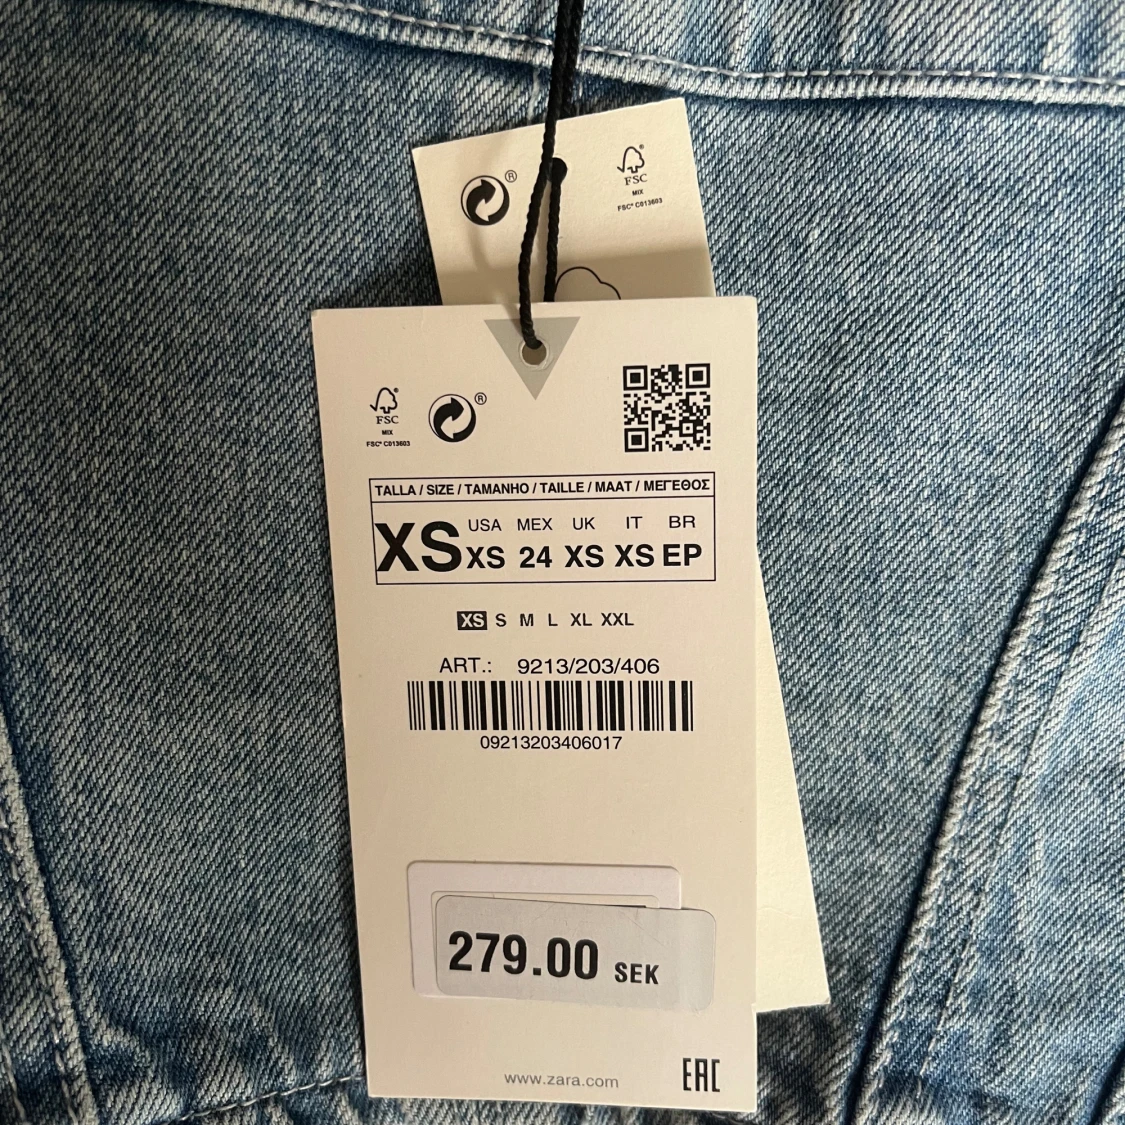 ®
®
FSC
MIX
FSC® C013603
®
FSC
MIX
FSC® C013603
®
TALLA / SIZE / TAMANHO / TAILLE / MAAT / ΜΕΓΕΘΟΣ
USA MEX UK IT BR
XS XS 24 XS XS EP
XS S M L XL XXL
ART.: 9213/203/406
09213203406017
279.00 SEK
www.zara.com
EAC